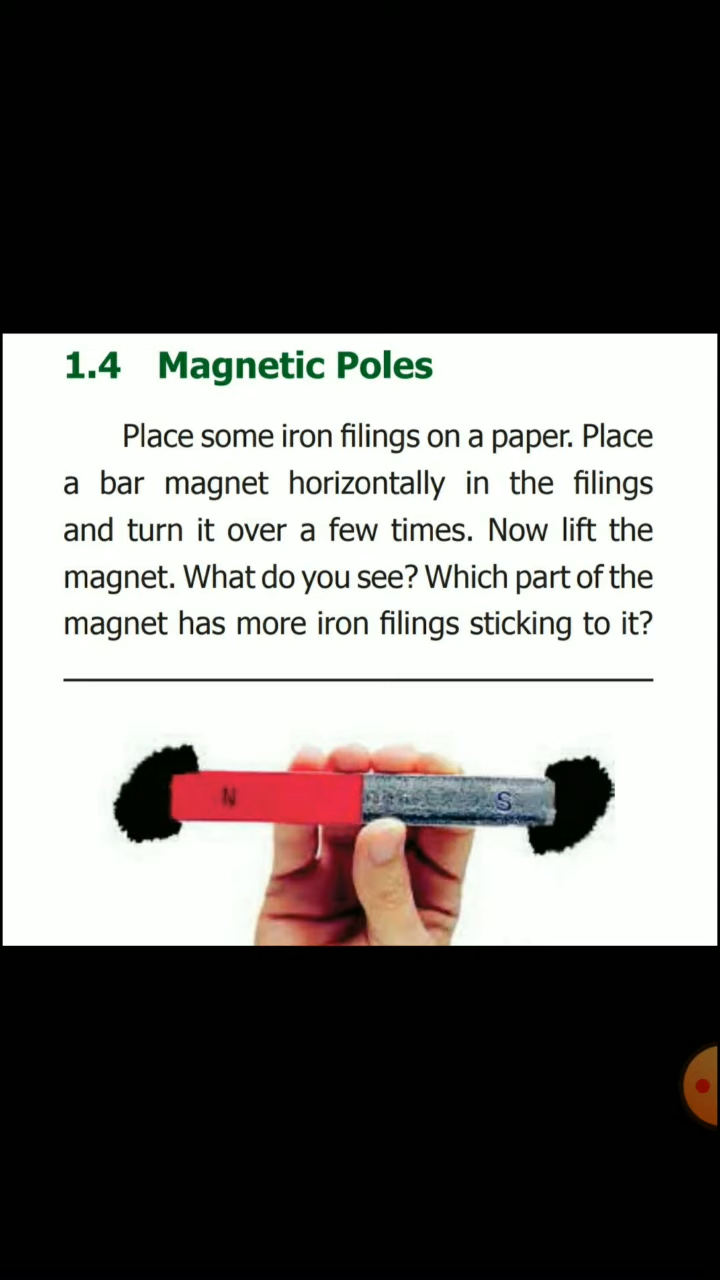 1.4 Magnetic Poles
Place some iron filings on a paper. Place
a bar magnet horizontally in the filings
and turn it over a few times. Now lift the
magnet. What do you see? Which part of the
magnet has more iron filings sticking to it?
N
S